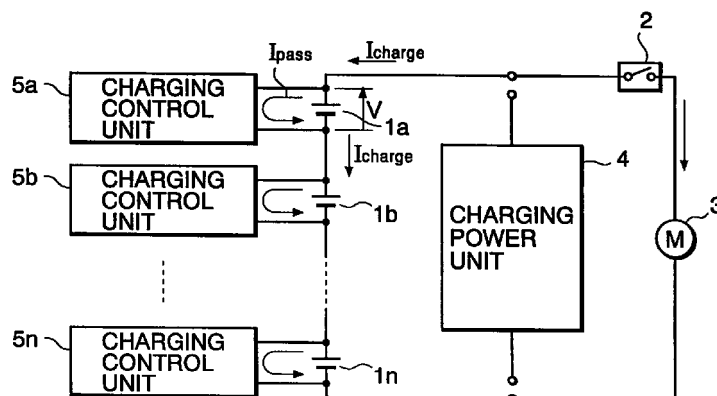 Ipass
Icharge
2
5a
CHARGING
CONTROL
UNIT
V
1a
Icharge
4
5b
CHARGING
CONTROL
UNIT
1b
CHARGING
POWER
UNIT
3
M
5n
CHARGING
CONTROL
UNIT
1n